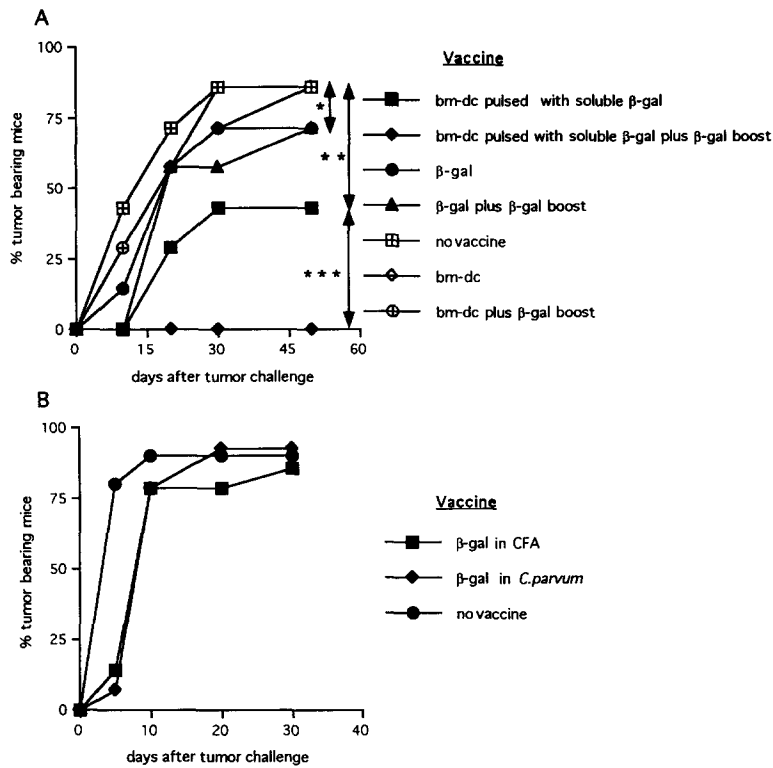 A
% tumor bearing mice
100
75
50
25
0
0
15
30
45
60
days after tumor challenge
*
* *
* * *
Vaccine
bm-dc pulsed with soluble β-gal
bm-dc pulsed with soluble β-gal plus β-gal boost
β-gal
β-gal plus β-gal boost
no vaccine
bm-dc
bm-dc plus β-gal boost
B
% tumor bearing mice
100
75
50
25
0
0
10
20
30
40
days after tumor challenge
Vaccine
β-gal in CFA
β-gal in C.parvum
no vaccine